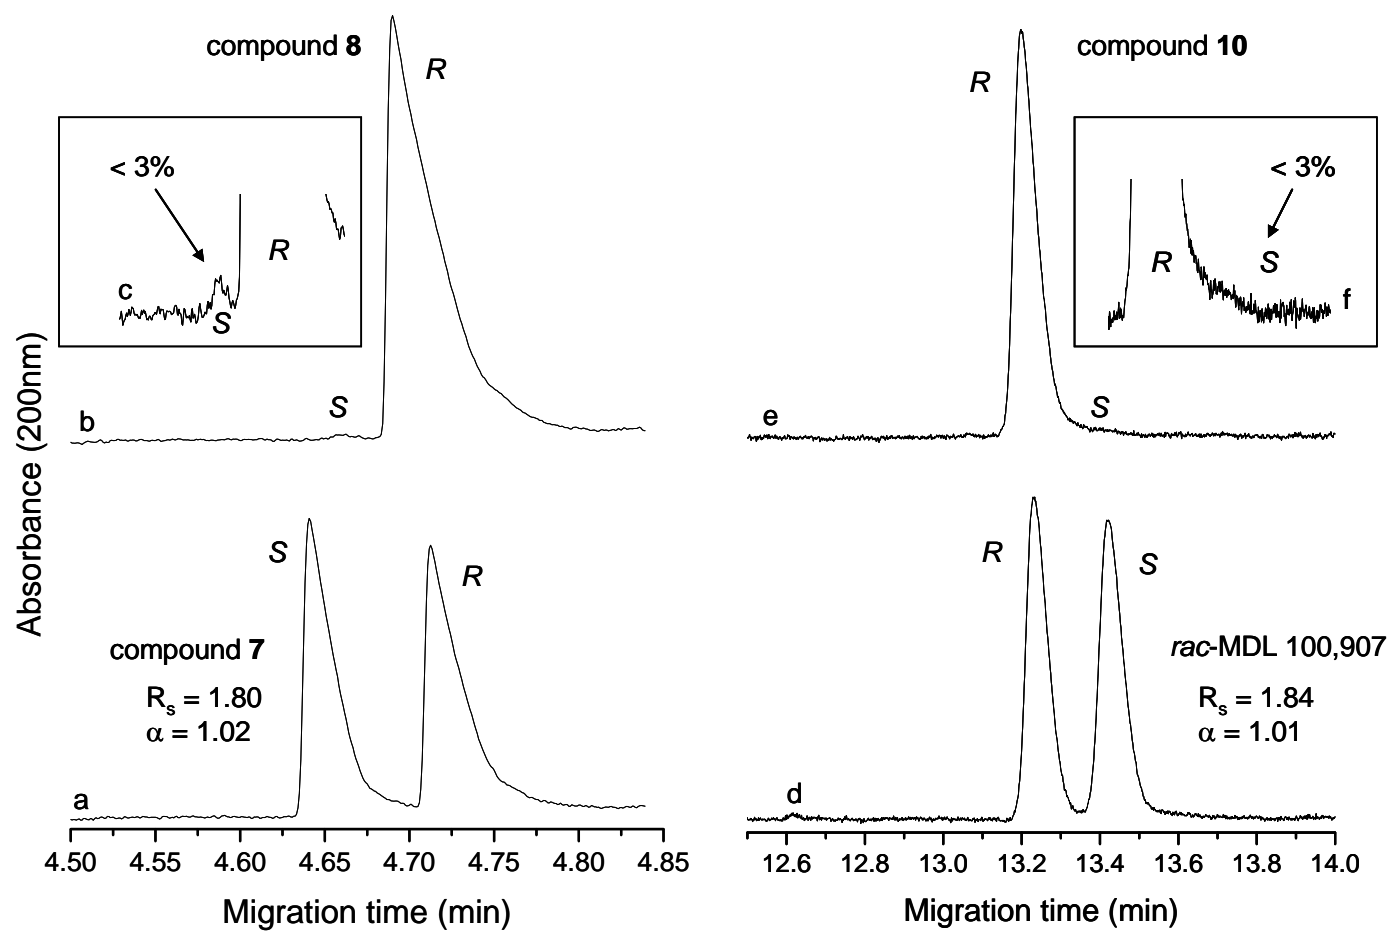 compound 8
R
< 3%
R
c
S
S
b
compound 10
R
< 3%
R
S
f
S
e
Absorbance (200nm)
S
R
compound 7
Rs = 1.80
α = 1.02
a
4.50 4.55 4.60 4.65 4.70 4.75 4.80 4.85
Migration time (min)
R
S
rac-MDL 100,907
Rs = 1.84
α = 1.01
d
12.6 12.8 13.0 13.2 13.4 13.6 13.8 14.0
Migration time (min)